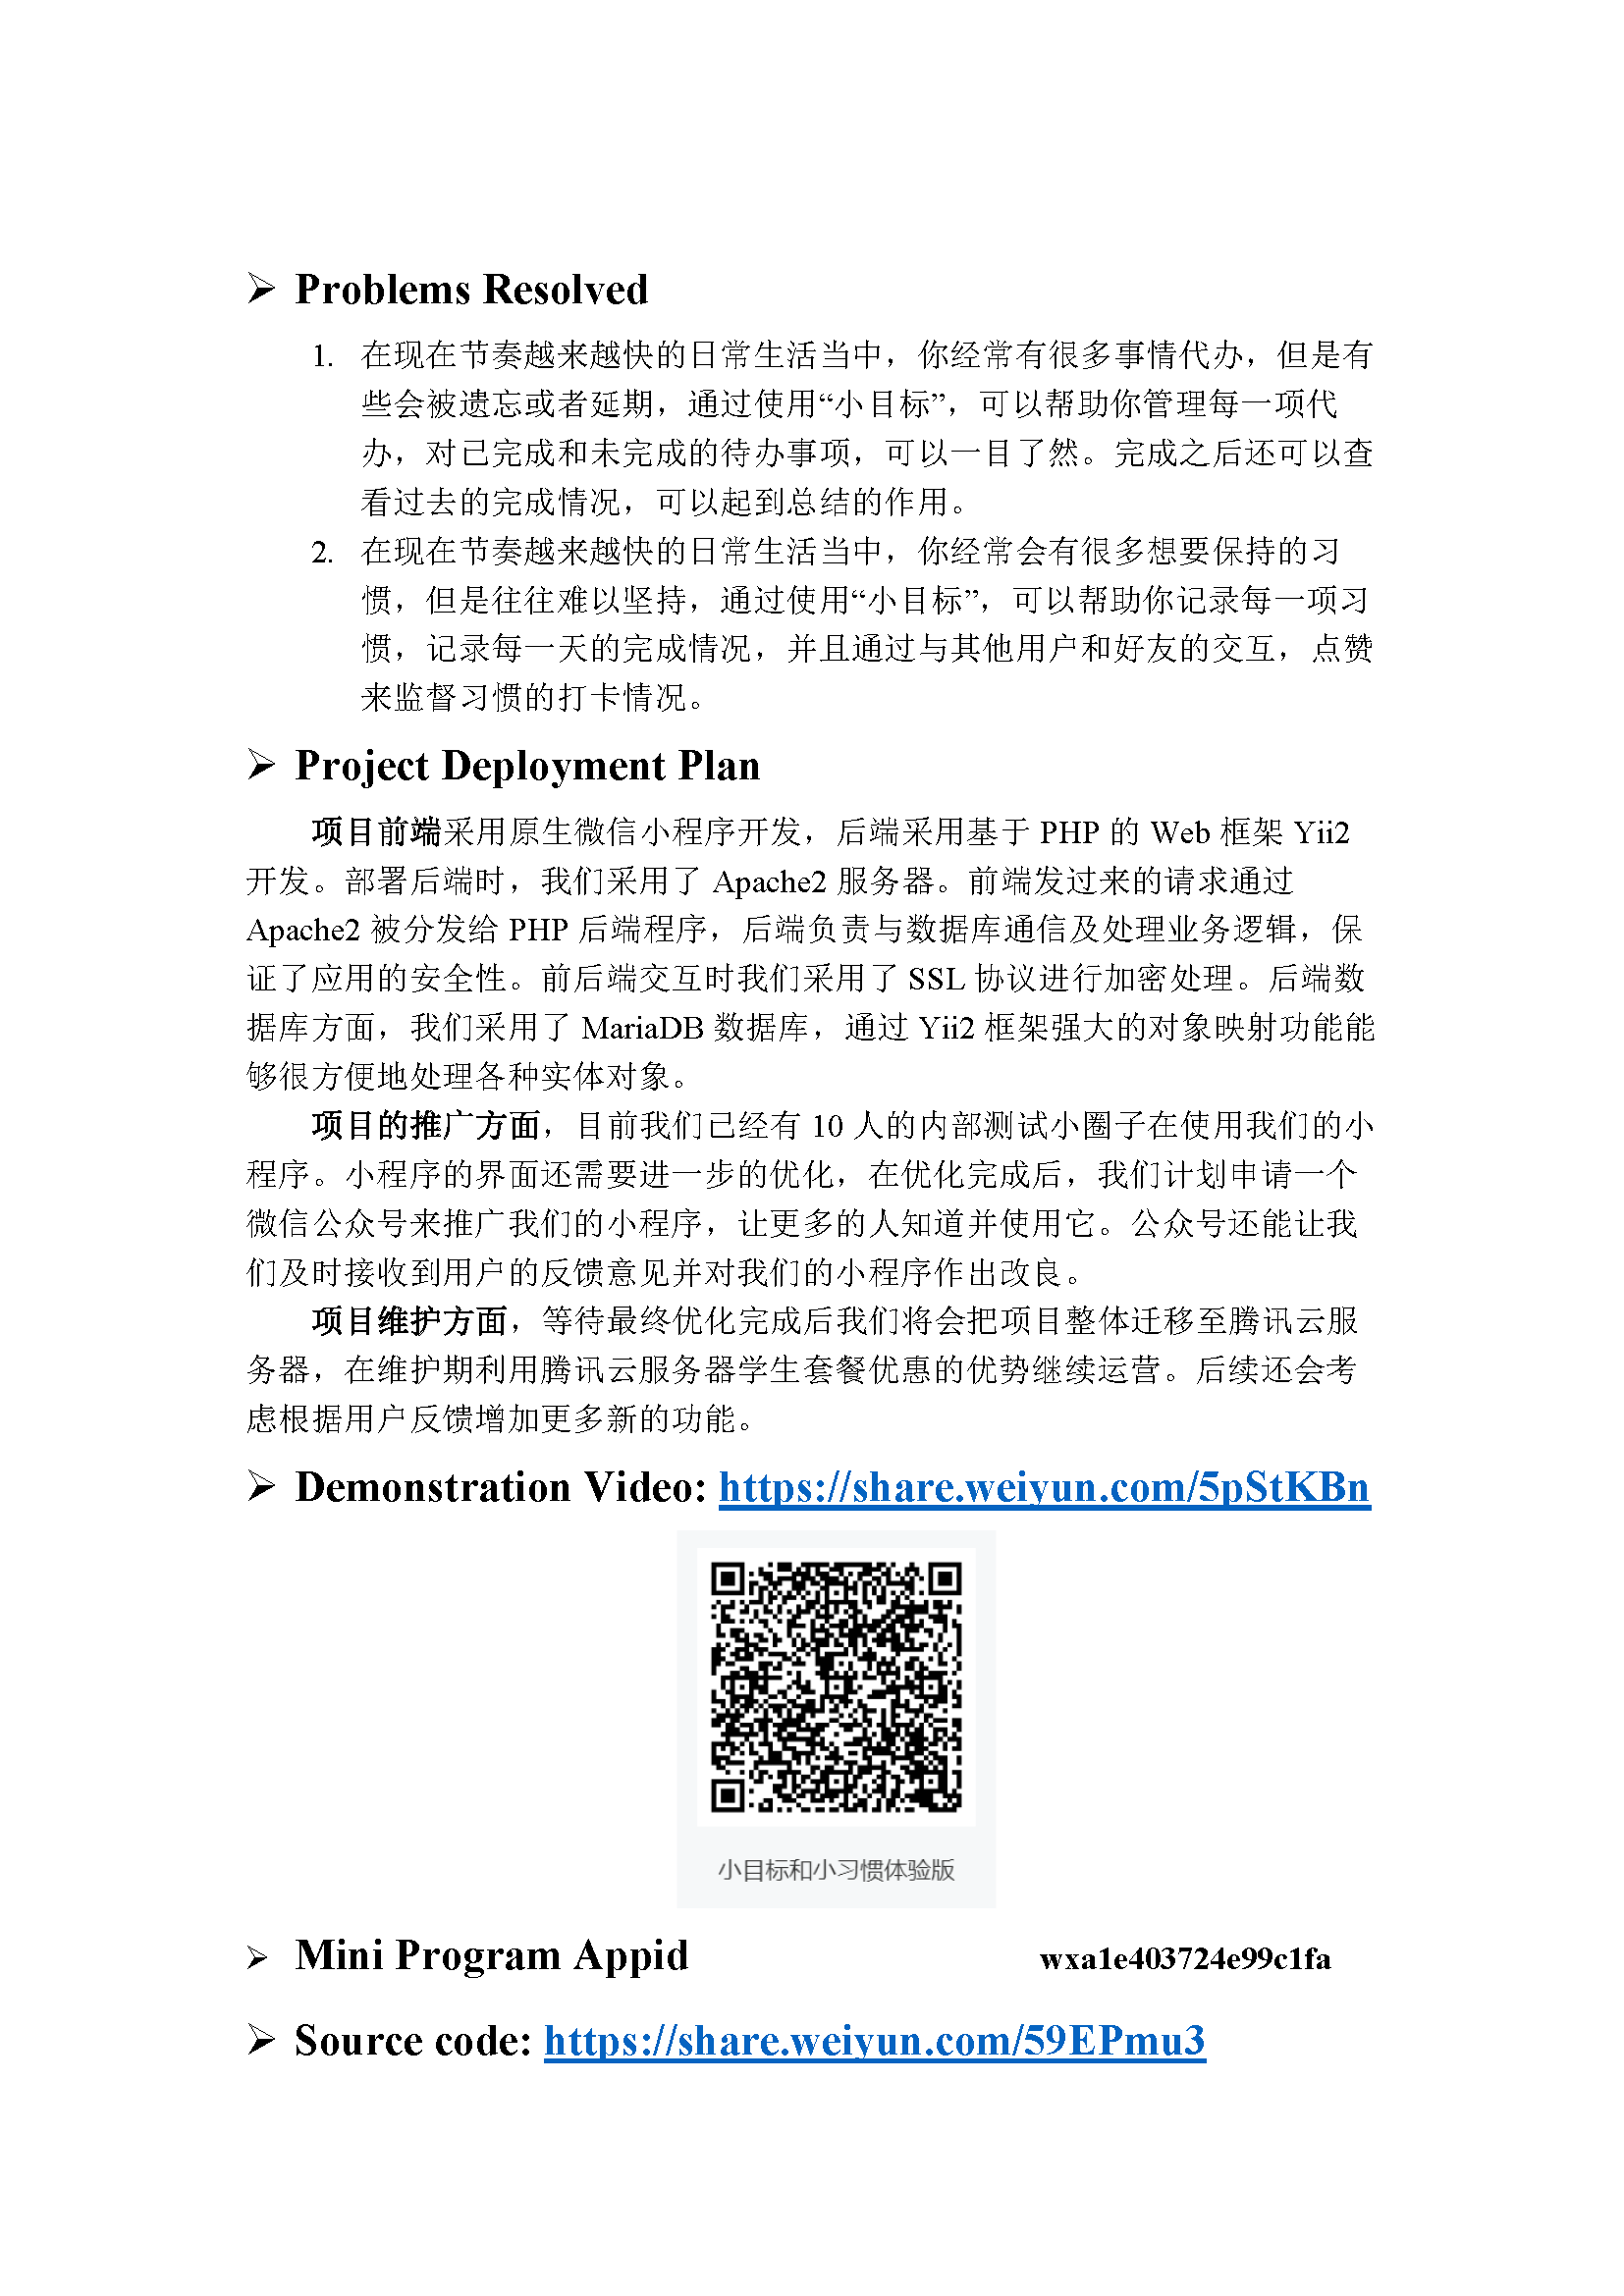 ➢ Problems Resolved
1. 在现在节奏越来越快的日常生活当中，你经常有很多事情代办，但是有
些会被遗忘或者延期，通过使用“小目标”，可以帮助你管理每一项代
办，对已完成和未完成的待办事项，可以一目了然。完成之后还可以查
看过去的完成情况，可以起到总结的作用。
2. 在现在节奏越来越快的日常生活当中，你经常会有很多想要保持的习
惯，但是往往难以坚持，通过使用“小目标”，可以帮助你记录每一项习
惯，记录每一天的完成情况，并且通过与其他用户和好友的交互，点赞
来监督习惯的打卡情况。
➢ Project Deployment Plan
项目前端采用原生微信小程序开发，后端采用基于 PHP 的 Web 框架 Yii2
开发。部署后端时，我们采用了 Apache2 服务器。前端发过来的请求通过
Apache2 被分发给 PHP 后端程序，后端负责与数据库通信及处理业务逻辑，保
证了应用的安全性。前后端交互时我们采用了 SSL 协议进行加密处理。后端数
据库方面，我们采用了 MariaDB 数据库，通过 Yii2 框架强大的对象映射功能能
够很方便地处理各种实体对象。
项目的推广方面，目前我们已经有 10 人的内部测试小圈子在使用我们的小
程序。小程序的界面还需要进一步的优化，在优化完成后，我们计划申请一个
微信公众号来推广我们的小程序，让更多的人知道并使用它。公众号还能让我
们及时接收到用户的反馈意见并对我们的小程序作出改良。
项目维护方面，等待最终优化完成后我们将会把项目整体迁移至腾讯云服
务器，在维护期利用腾讯云服务器学生套餐优惠的优势继续运营。后续还会考
虑根据用户反馈增加更多新的功能。
➢ Demonstration Video: https://share.weiyun.com/5pStKBn
小目标和小习惯体验版
➢ Mini Program Appid wxa1e403724e99c1fa
➢ Source code: https://share.weiyun.com/59EPmu3